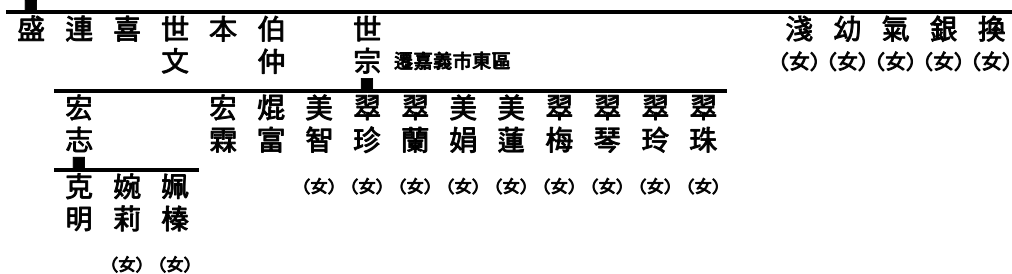 盛 連 喜 世文 本 伯仲 世宗 遷嘉義市東區 淺(女) 幼(女) 氣(女) 銀(女) 換(女)
宏志 宏霖 焜富 美智(女) 翠珍(女) 翠蘭(女) 美娟(女) 美蓮(女) 翠梅(女) 翠琴(女) 翠玲(女) 翠珠(女)
克明 婉莉(女) 姵榛(女)